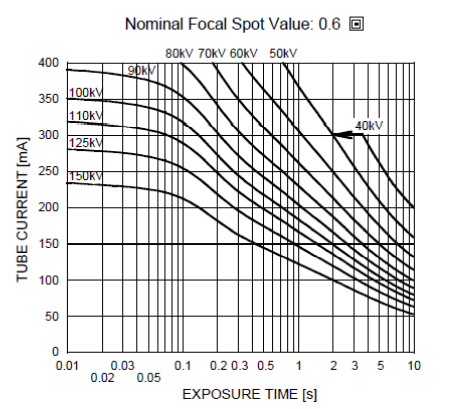 Nominal Focal Spot Value: 0.6
80kV 70kV 60kV 50kV
90kV
100kV
110kV
125kV
150kV
40kV
400
350
300
250
200
150
100
50
0
TUBE CURRENT [mA]
0.01 0.03 0.1 0.2 0.3 0.5 1 2 3 5 10
0.02 0.05
EXPOSURE TIME [s]